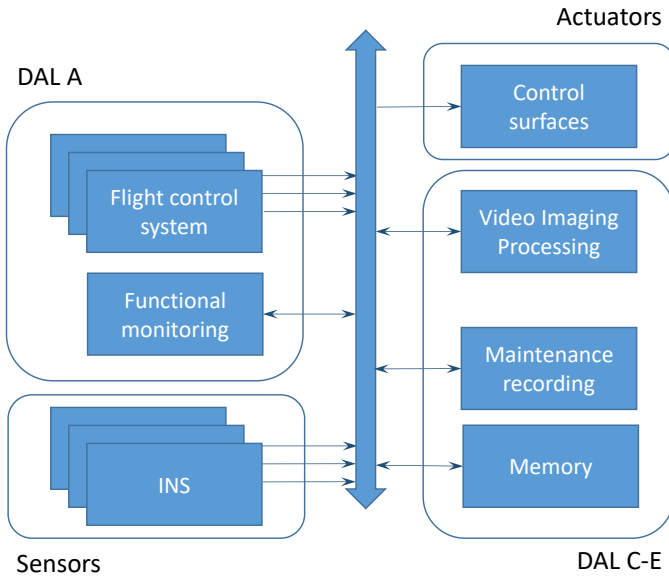 Actuators
DAL A
Control
surfaces
Flight control
system
Video Imaging
Processing
Functional
monitoring
Maintenance
recording
INS
Memory
Sensors
DAL C-E